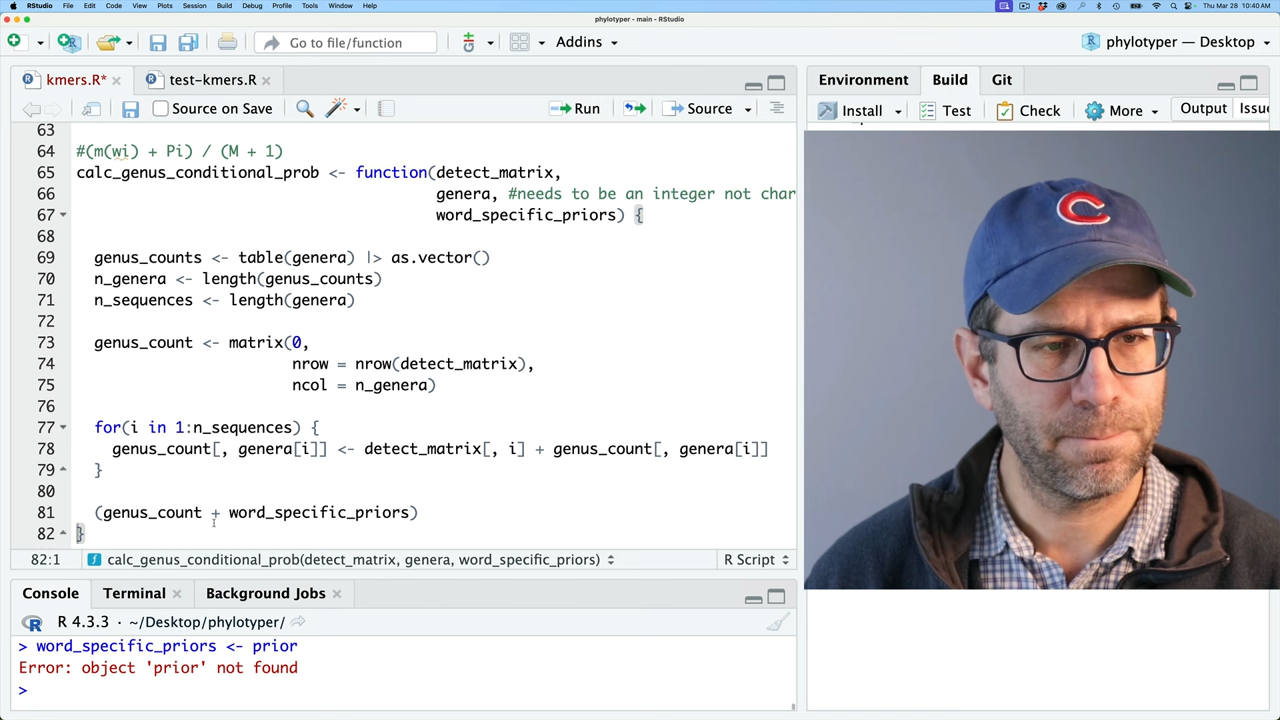 RStudio File Edit Code View Plots Session Build Debug Profile Tools Window Help Thu Mar 28 10:40 AM
phylotyper - main - RStudio
Go to file/function Addins phylotyper — Desktop
kmers.R* test-kmers.R Environment Build Git
Source on Save Run Source Install Test Check More Output Issue
63
64 #(m(wi) + Pi) / (M + 1)
65 calc_genus_conditional_prob <- function(detect_matrix,
66 genera, #needs to be an integer not char
67 word_specific_priors) {
68
69 genus_counts <- table(genera) |> as.vector()
70 n_genera <- length(genus_counts)
71 n_sequences <- length(genera)
72
73 genus_count <- matrix(0,
74 nrow = nrow(detect_matrix),
75 ncol = n_genera)
76
77 for(i in 1:n_sequences) {
78 genus_count[, genera[i]] <- detect_matrix[, i] + genus_count[, genera[i]]
79 }
80
81 (genus_count + word_specific_priors)
82 }
82:1 calc_genus_conditional_prob(detect_matrix, genera, word_specific_priors) R Script
Console Terminal Background Jobs
R 4.3.3 · ~/Desktop/phylotyper/
> word_specific_priors <- prior
Error: object 'prior' not found
>